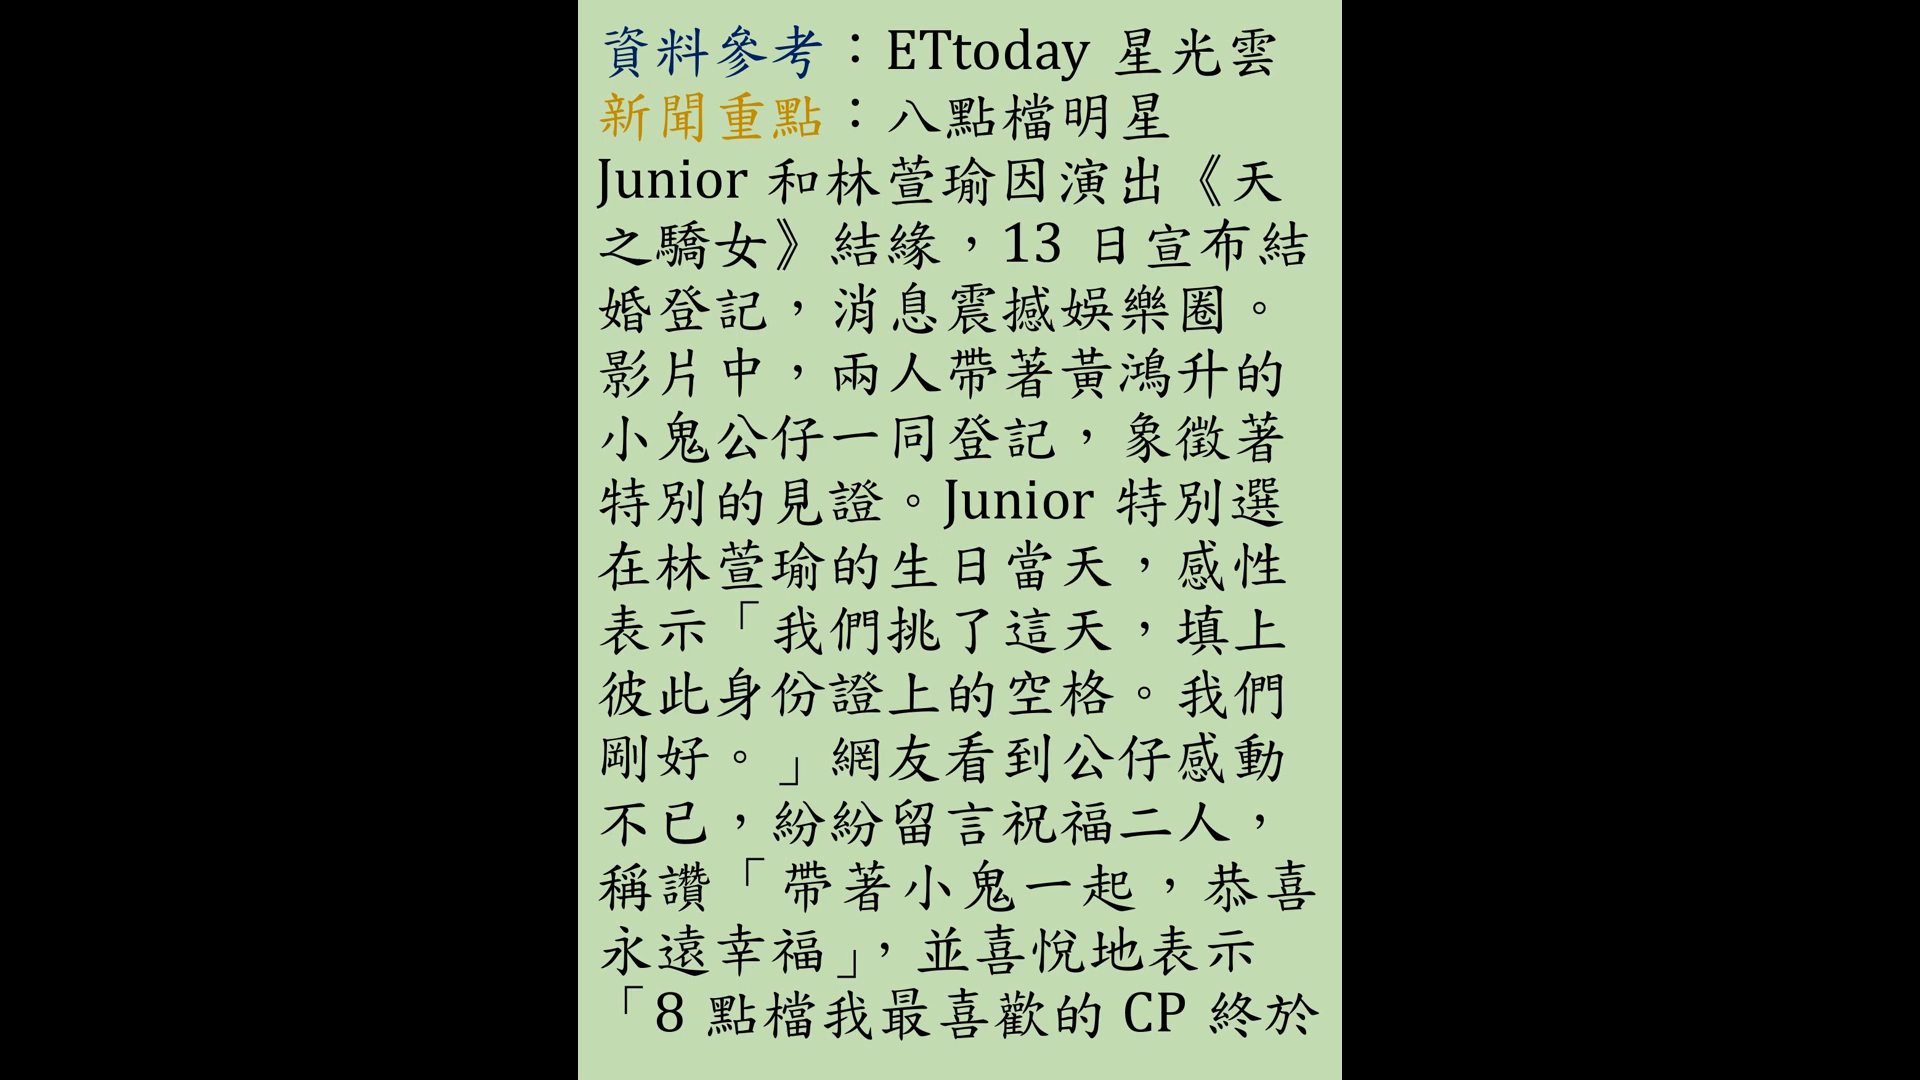 資料參考：ETtoday 星光雲
新聞重點：八點檔明星
Junior 和林萱瑜因演出《天
之驕女》結緣，13 日宣布結
婚登記，消息震撼娛樂圈。
影片中，兩人帶著黃鴻升的
小鬼公仔一同登記，象徵著
特別的見證。Junior 特別選
在林萱瑜的生日當天，感性
表示「我們挑了這天，填上
彼此身份證上的空格。我們
剛好。」網友看到公仔感動
不已，紛紛留言祝福二人，
稱讚「帶著小鬼一起，恭喜
永遠幸福」，並喜悅地表示
「8 點檔我最喜歡的 CP 終於